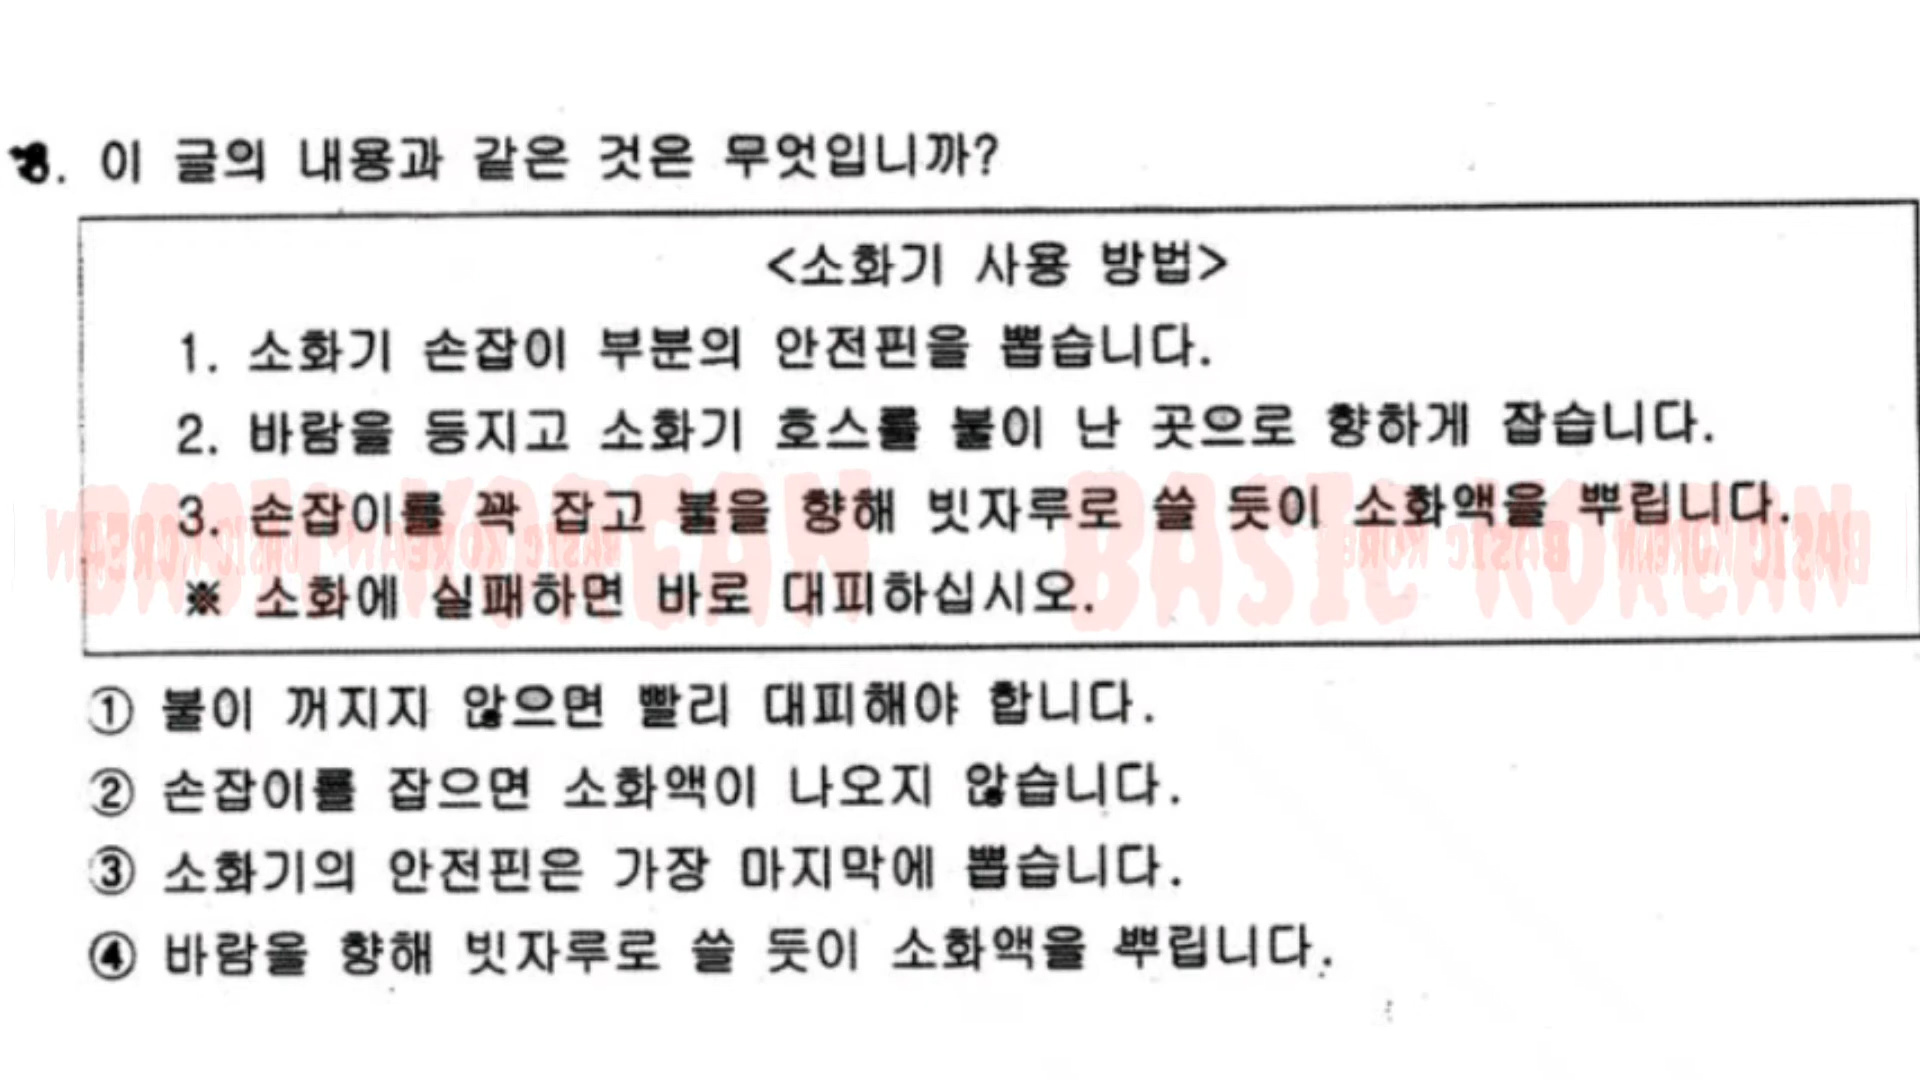 8. 이 글의 내용과 같은 것은 무엇입니까?
<소화기 사용 방법>
1. 소화기 손잡이 부분의 안전핀을 뽑습니다.
2. 바람을 등지고 소화기 호스를 불이 난 곳으로 향하게 잡습니다.
3. 손잡이를 꽉 잡고 불을 향해 빗자루로 쓸 듯이 소화액을 뿌립니다.
BASIC KOREAN BASIC KOREAN
※ 소화에 실패하면 바로 대피하십시오.
① 불이 꺼지지 않으면 빨리 대피해야 합니다.
② 손잡이를 잡으면 소화액이 나오지 않습니다.
③ 소화기의 안전핀은 가장 마지막에 뽑습니다.
④ 바람을 향해 빗자루로 쓸 듯이 소화액을 뿌립니다.